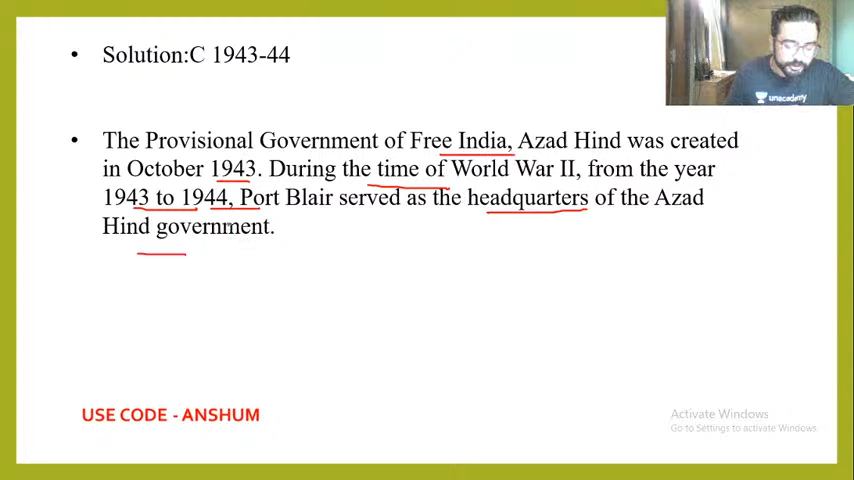 • Solution:C 1943-44
unacademy
• The Provisional Government of Free India, Azad Hind was created
in October 1943. During the time of World War II, from the year
1943 to 1944, Port Blair served as the headquarters of the Azad
Hind government.
USE CODE - ANSHUM
Activate Windows
Go to Settings to activate Windows.